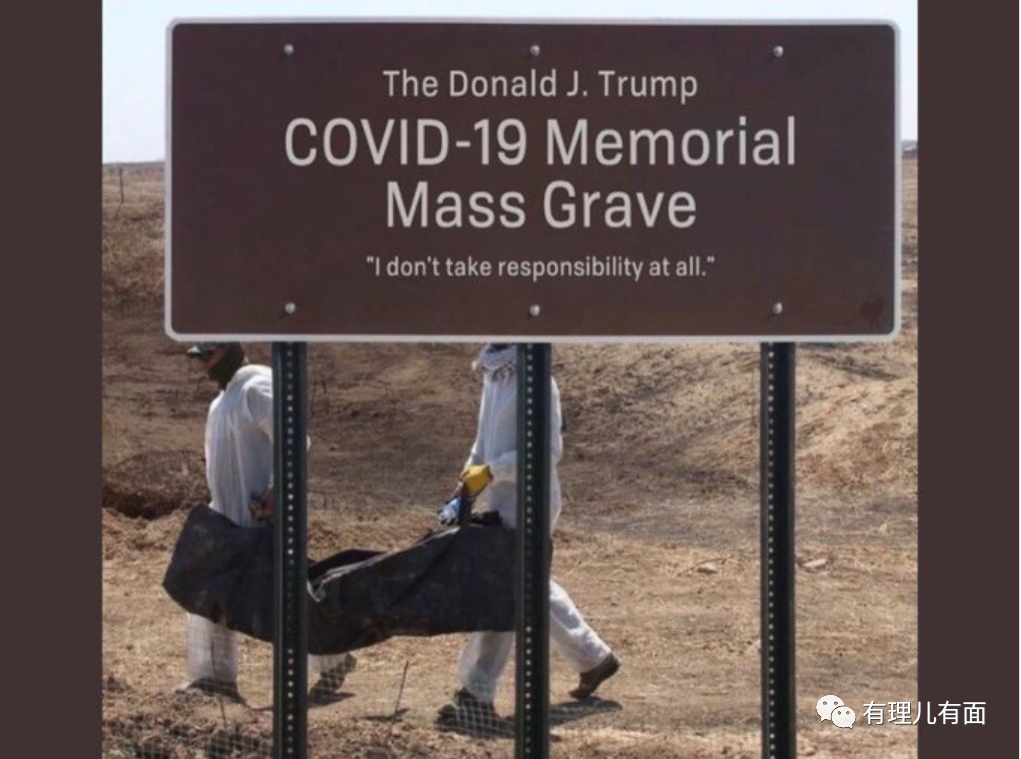 The Donald J. Trump
COVID-19 Memorial
Mass Grave
"I don't take responsibility at all."
有理儿有面